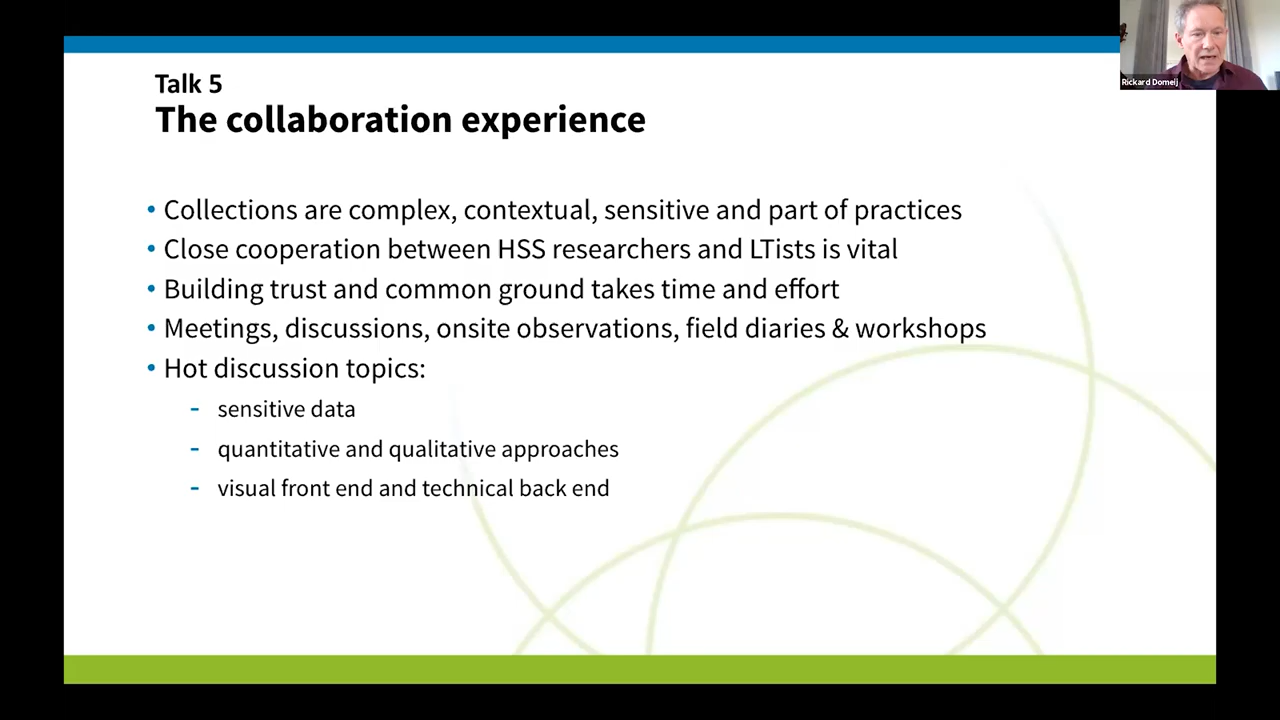 Rickard Domeij
Talk 5
The collaboration experience
• Collections are complex, contextual, sensitive and part of practices
• Close cooperation between HSS researchers and LTists is vital
• Building trust and common ground takes time and effort
• Meetings, discussions, onsite observations, field diaries & workshops
• Hot discussion topics:
- sensitive data
- quantitative and qualitative approaches
- visual front end and technical back end